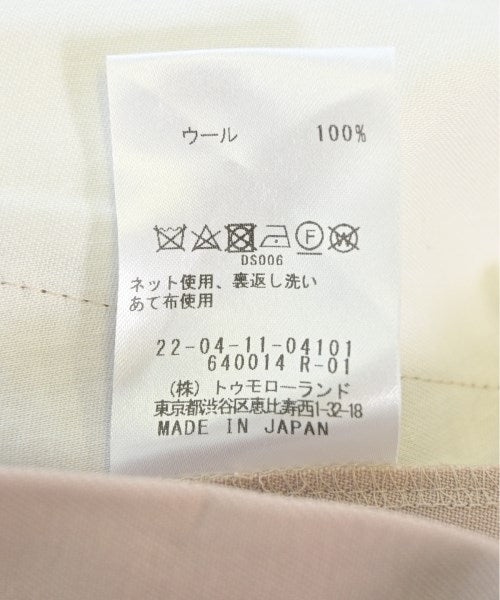 ウール 100%
F W
DS006
ネット使用、裏返し洗い
あて布使用
22-04-11-04101
640014 R-01
(株) トゥモローランド
東京都渋谷区恵比寿西1-32-18
MADE IN JAPAN